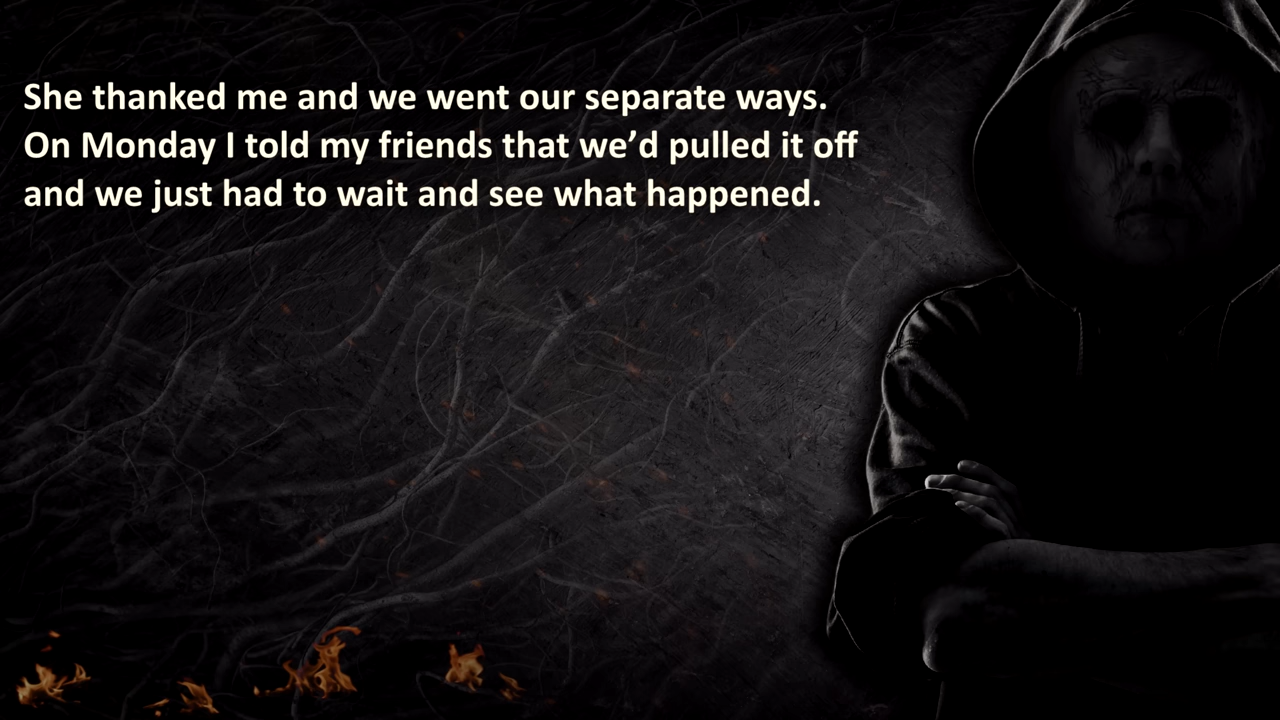 She thanked me and we went our separate ways.
On Monday I told my friends that we’d pulled it off
and we just had to wait and see what happened.